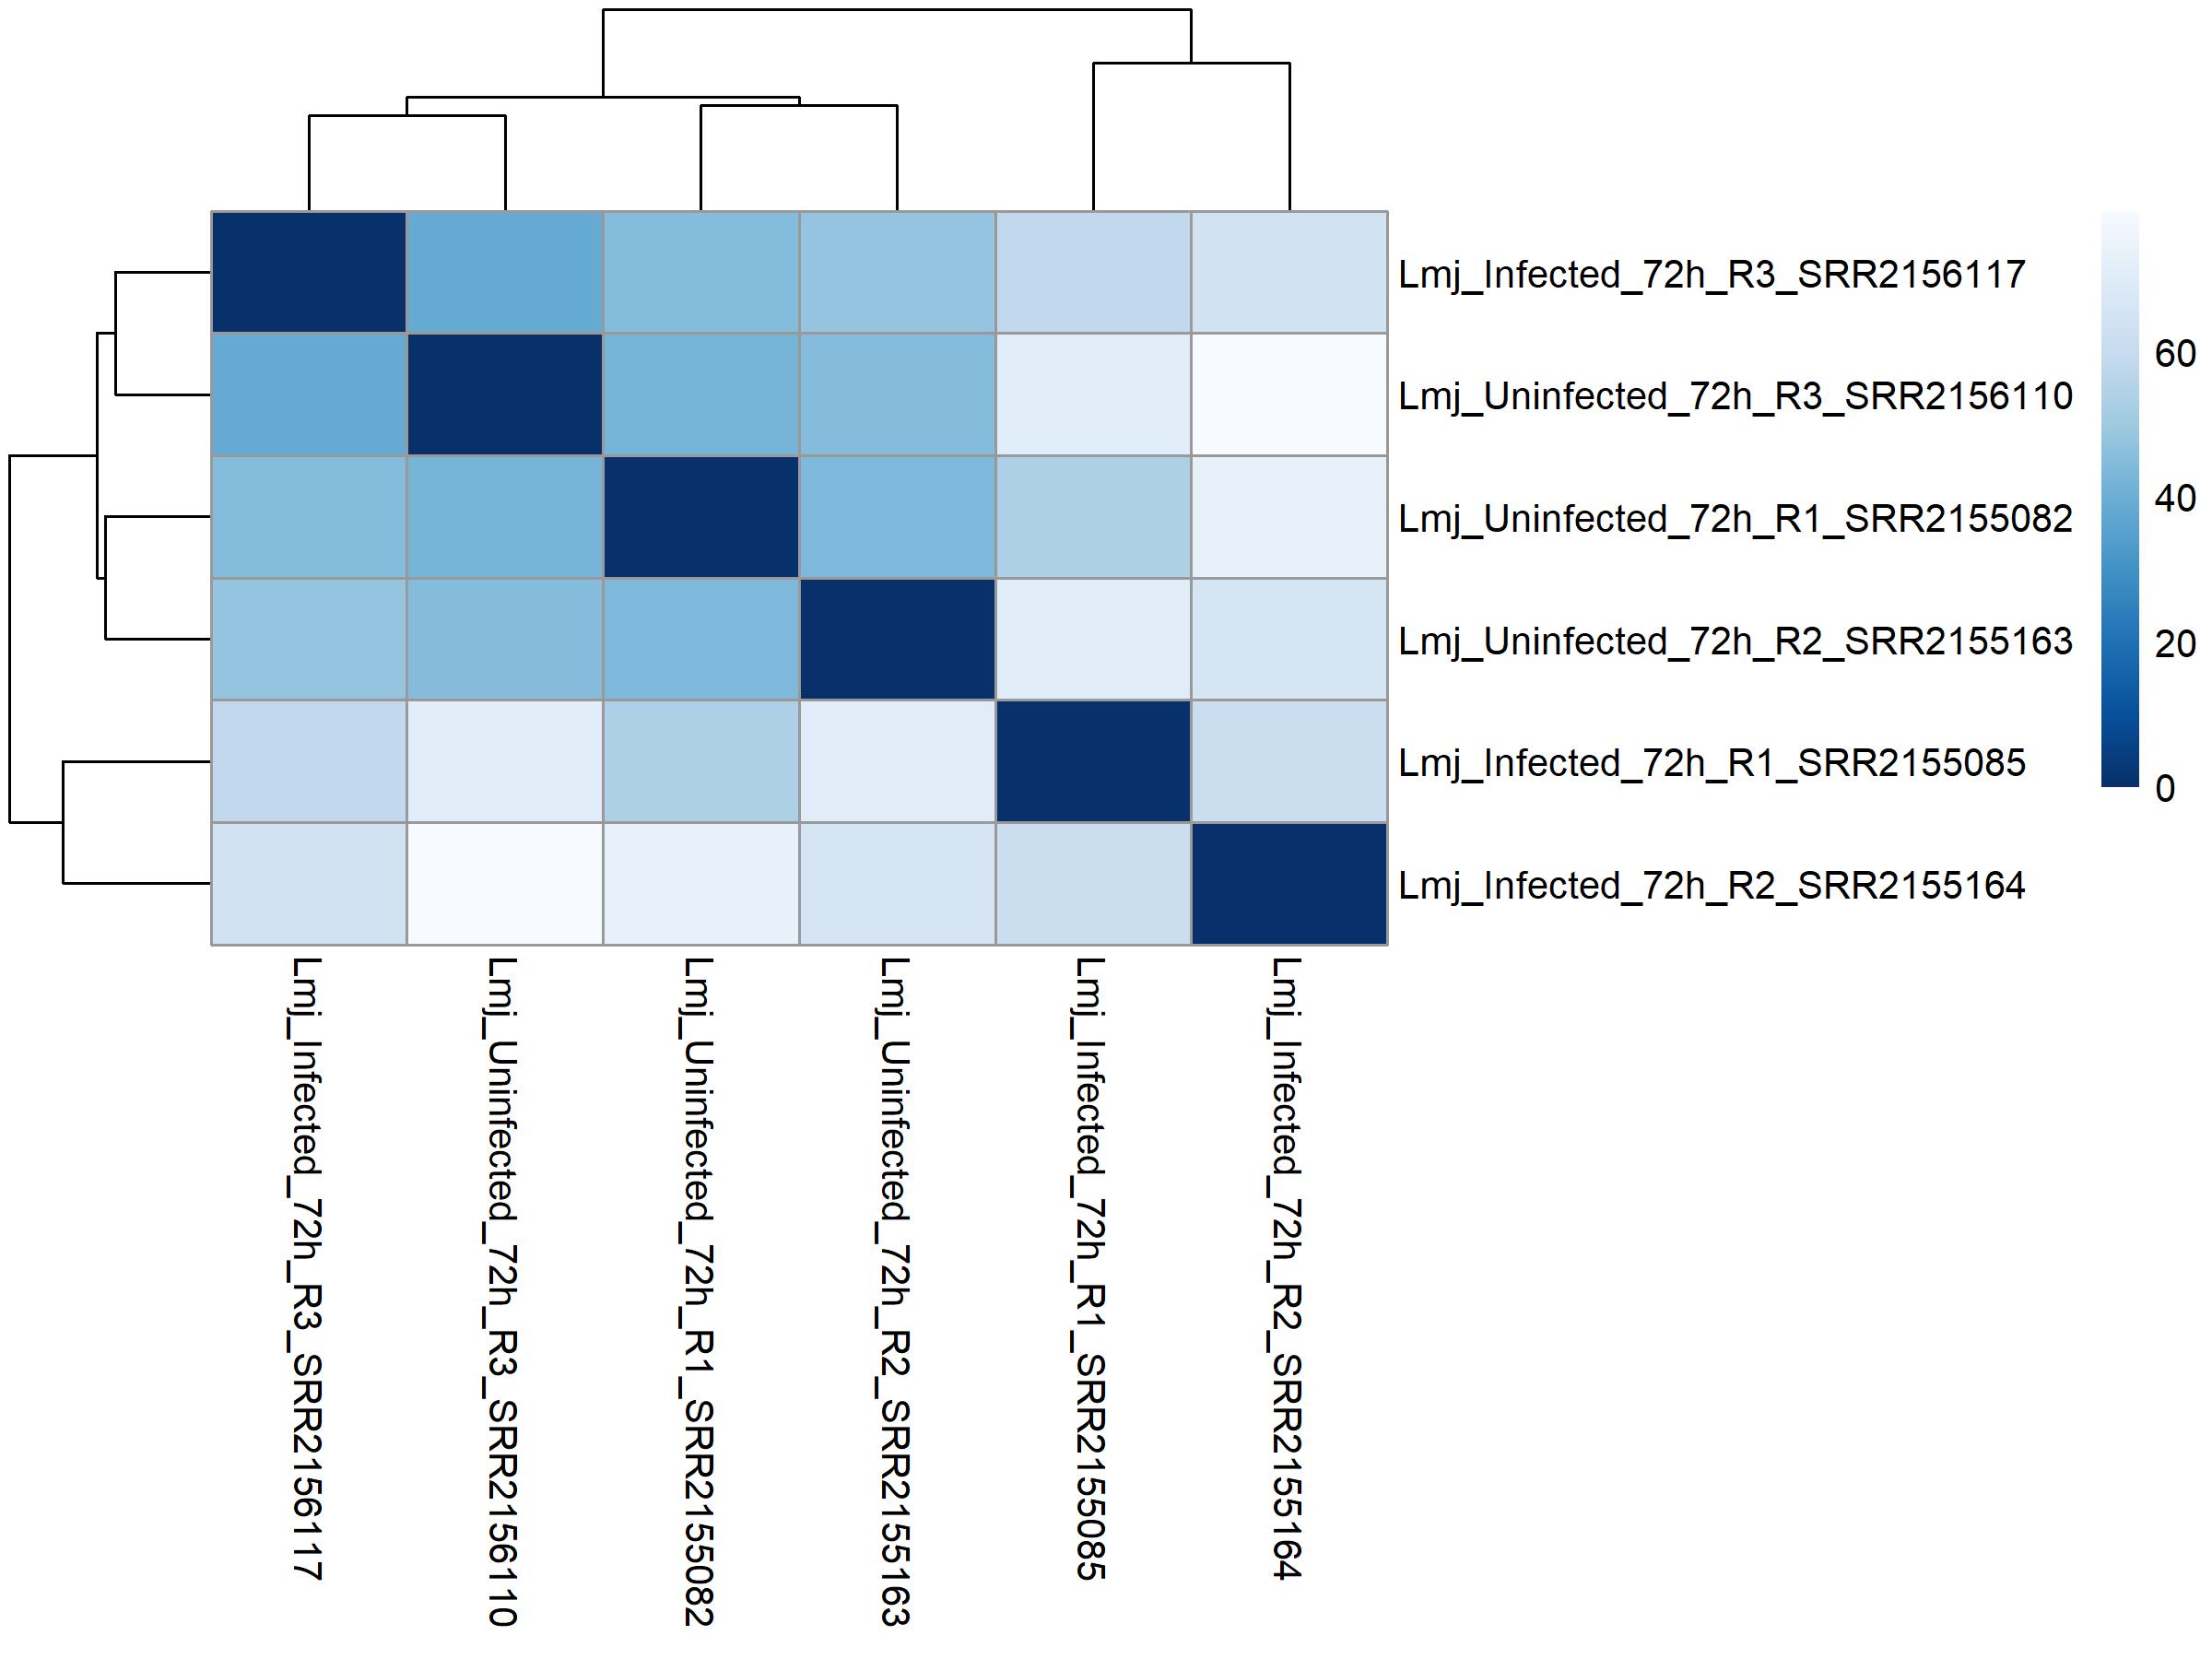 Lmj_Infected_72h_R3_SRR2156117
Lmj_Uninfected_72h_R3_SRR2156110
Lmj_Uninfected_72h_R1_SRR2155082
Lmj_Uninfected_72h_R2_SRR2155163
Lmj_Infected_72h_R1_SRR2155085
Lmj_Infected_72h_R2_SRR2155164
60
40
20
0
Lmj_Infected_72h_R3_SRR2156117
Lmj_Uninfected_72h_R3_SRR2156110
Lmj_Uninfected_72h_R1_SRR2155082
Lmj_Uninfected_72h_R2_SRR2155163
Lmj_Infected_72h_R1_SRR2155085
Lmj_Infected_72h_R2_SRR2155164